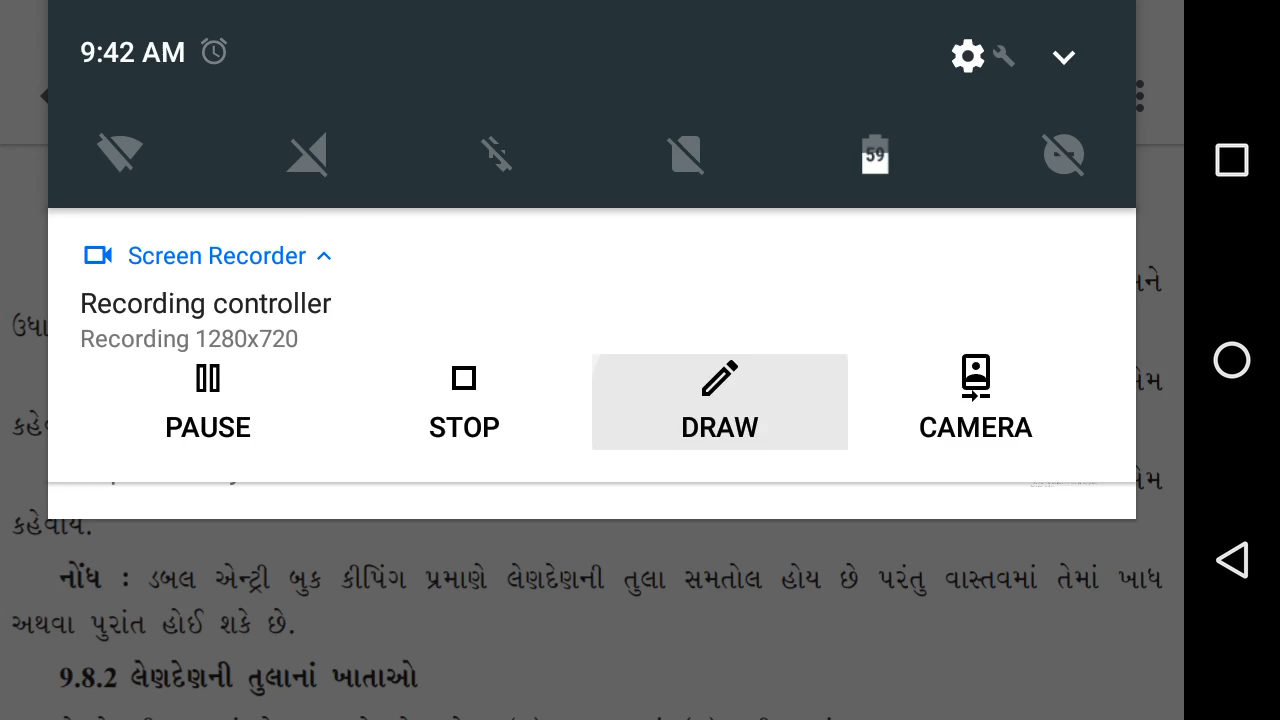 9:42 AM
59
Screen Recorder
Recording controller
Recording 1280x720
PAUSE
STOP
DRAW
CAMERA
કહેવાય.
નોંધ : ડબલ એન્ટ્રી બુક કીપિંગ પ્રમાણે લેણદેણની તુલા સમતોલ હોય છે પરંતુ વાસ્તવમાં તેમાં ખાધ
અથવા પુરાંત હોઈ શકે છે.
9.8.2 લેણદેણની તુલાનાં ખાતાઓ